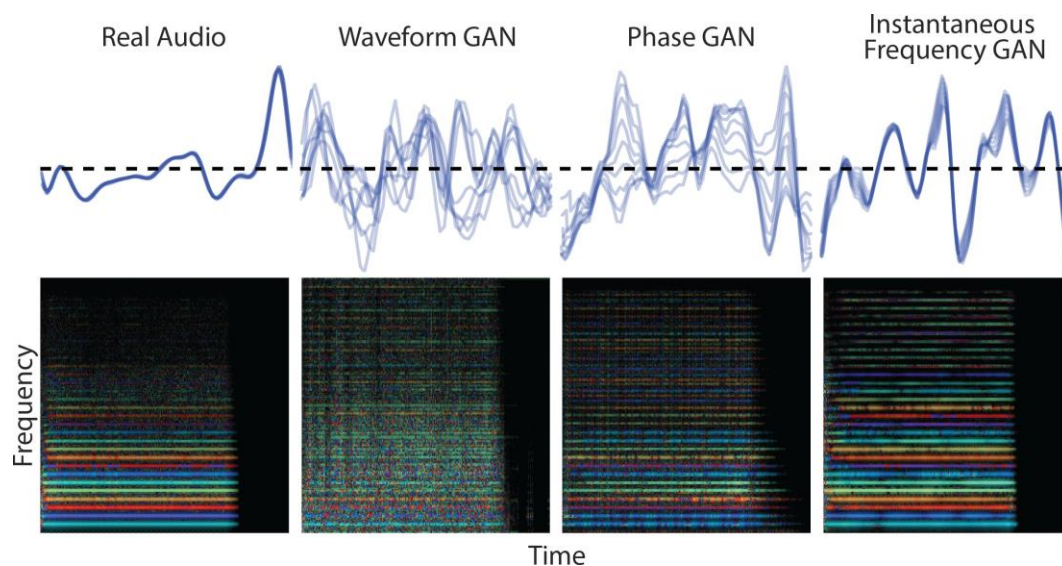 Real Audio
Waveform GAN
Phase GAN
Instantaneous
Frequency GAN
Frequency
Time